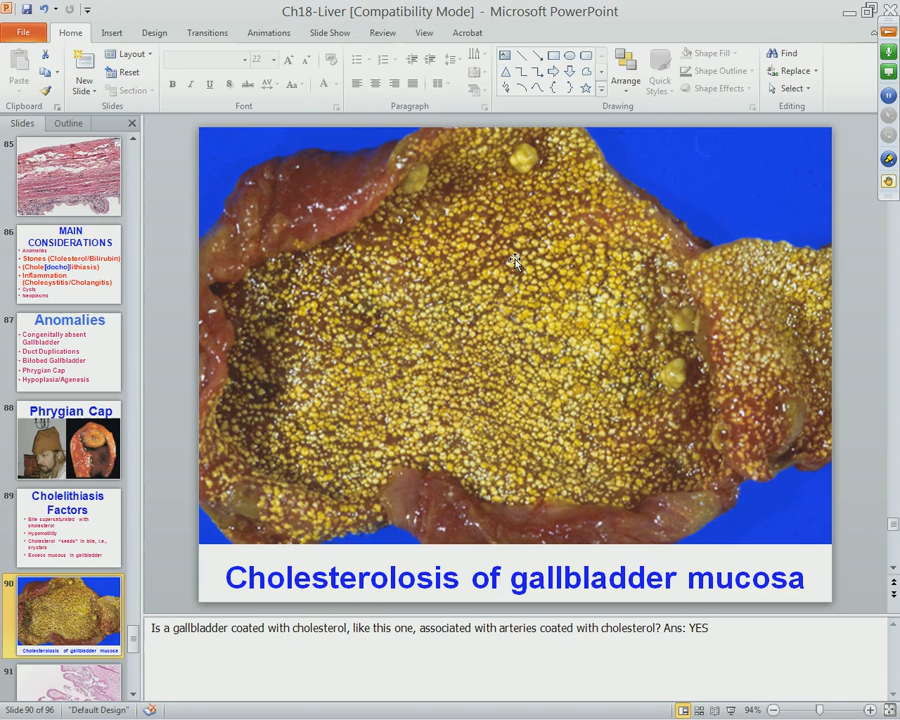 Ch18-Liver [Compatibility Mode] - Microsoft PowerPoint
File Home Insert Design Transitions Animations Slide Show Review View Acrobat
Paste
New Slide
Layout
Reset
Section
22
B I U S abc AV Aa A
Arrange
Quick Styles
Shape Fill
Shape Outline
Shape Effects
Find
Replace
Select
Clipboard Slides Font Paragraph Drawing Editing
Slides Outline
85
86
MAIN
CONSIDERATIONS
• Anomalies
• Stones (Cholesterol/Bilirubin)
• (Chole[docho]lithiasis)
• Inflammation
(Cholecystitis/Cholangitis)
• Cysts
• Neoplasms
87
Anomalies
• Congenitally absent
Gallbladder
• Duct Duplications
• Bilobed Gallbladder
• Phrygian Cap
• Hypoplasia/Agenesis
88
Phrygian Cap
89
Cholelithiasis
Factors
• Bile supersaturated with
cholesterol
• Hypomotility
• Cholesterol "seeds" in bile, i.e.,
crystals
• Excess mucous in gallbladder
90
Cholesterolosis of gallbladder mucosa
91
Cholesterolosis of gallbladder mucosa
Is a gallbladder coated with cholesterol, like this one, associated with arteries coated with cholesterol? Ans: YES
Slide 90 of 96 "Default Design" 94%